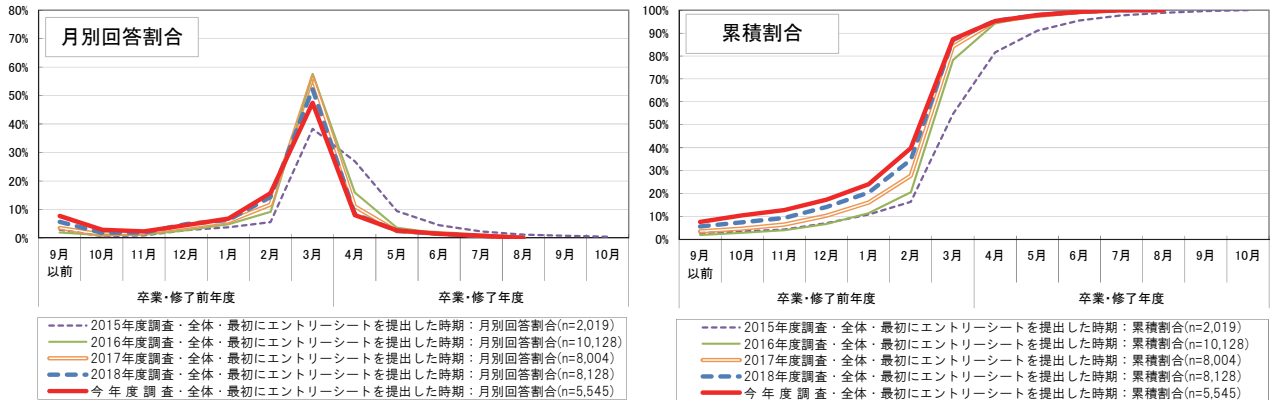 月別回答割合
80%
70%
60%
50%
40%
30%
20%
10%
0%
9月以前 10月 11月 12月 1月 2月 3月 4月 5月 6月 7月 8月 9月 10月
卒業・修了前年度 卒業・修了年度
2015年度調査・全体・最初にエントリーシートを提出した時期：月別回答割合(n=2,019)
2016年度調査・全体・最初にエントリーシートを提出した時期：月別回答割合(n=10,128)
2017年度調査・全体・最初にエントリーシートを提出した時期：月別回答割合(n=8,004)
2018年度調査・全体・最初にエントリーシートを提出した時期：月別回答割合(n=8,128)
今 年 度 調 査・全体・最初にエントリーシートを提出した時期：月別回答割合(n=5,545)
累積割合
100%
90%
80%
70%
60%
50%
40%
30%
20%
10%
0%
9月以前 10月 11月 12月 1月 2月 3月 4月 5月 6月 7月 8月 9月 10月
卒業・修了前年度 卒業・修了年度
2015年度調査・全体・最初にエントリーシートを提出した時期：累積割合(n=2,019)
2016年度調査・全体・最初にエントリーシートを提出した時期：累積割合(n=10,128)
2017年度調査・全体・最初にエントリーシートを提出した時期：累積割合(n=8,004)
2018年度調査・全体・最初にエントリーシートを提出した時期：累積割合(n=8,128)
今 年 度 調 査・全体・最初にエントリーシートを提出した時期：累積割合(n=5,545)